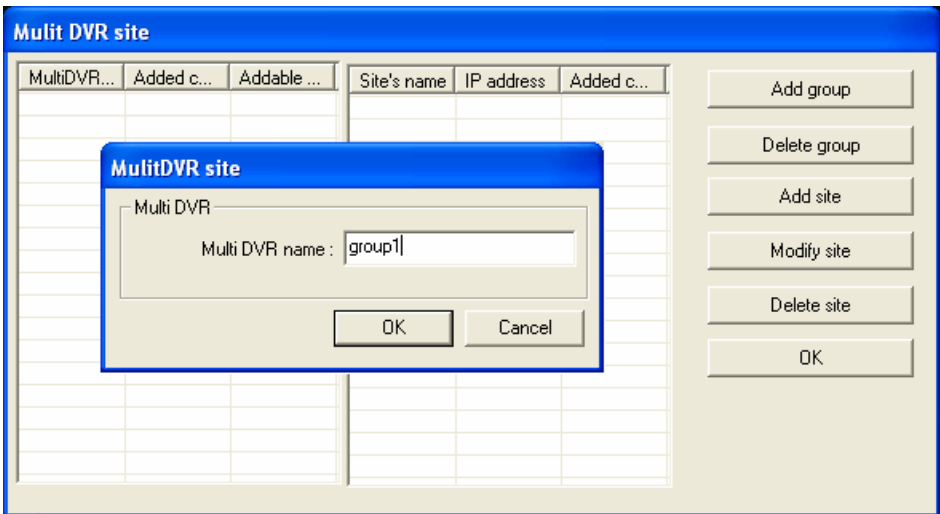 Mulit DVR site
MultiDVR... Added c... Addable ... Site's name IP address Added c...
Add group
Delete group
Add site
Modify site
Delete site
OK
MulitDVR site
Multi DVR
Multi DVR name : group1
OK Cancel